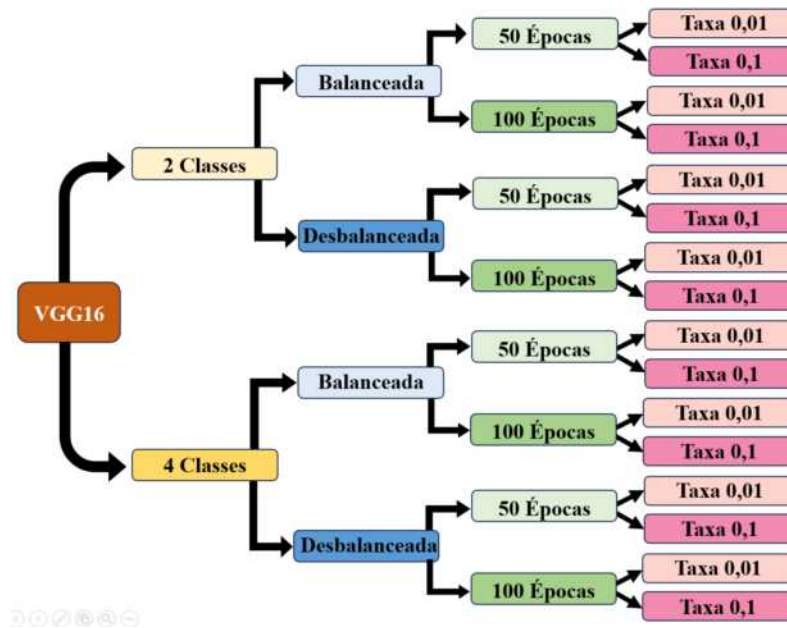 VGG16
2 Classes
Balanceada
50 Épocas
Taxa 0,01
Taxa 0,1
100 Épocas
Taxa 0,01
Taxa 0,1
Desbalanceada
50 Épocas
Taxa 0,01
Taxa 0,1
100 Épocas
Taxa 0,01
Taxa 0,1
4 Classes
Balanceada
50 Épocas
Taxa 0,01
Taxa 0,1
100 Épocas
Taxa 0,01
Taxa 0,1
Desbalanceada
50 Épocas
Taxa 0,01
Taxa 0,1
100 Épocas
Taxa 0,01
Taxa 0,1